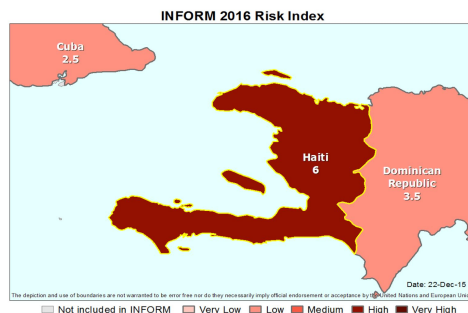 INFORM 2016 Risk Index
Cuba
2.5
Haiti
6
Dominican
Republic
3.5
Date: 22-Dec-15
The depiction and use of boundaries are not warranted to be error free nor do they necessarily imply official endorsement or acceptance by the United Nations and European Union
Not included in INFORM Very Low Low Medium High Very High